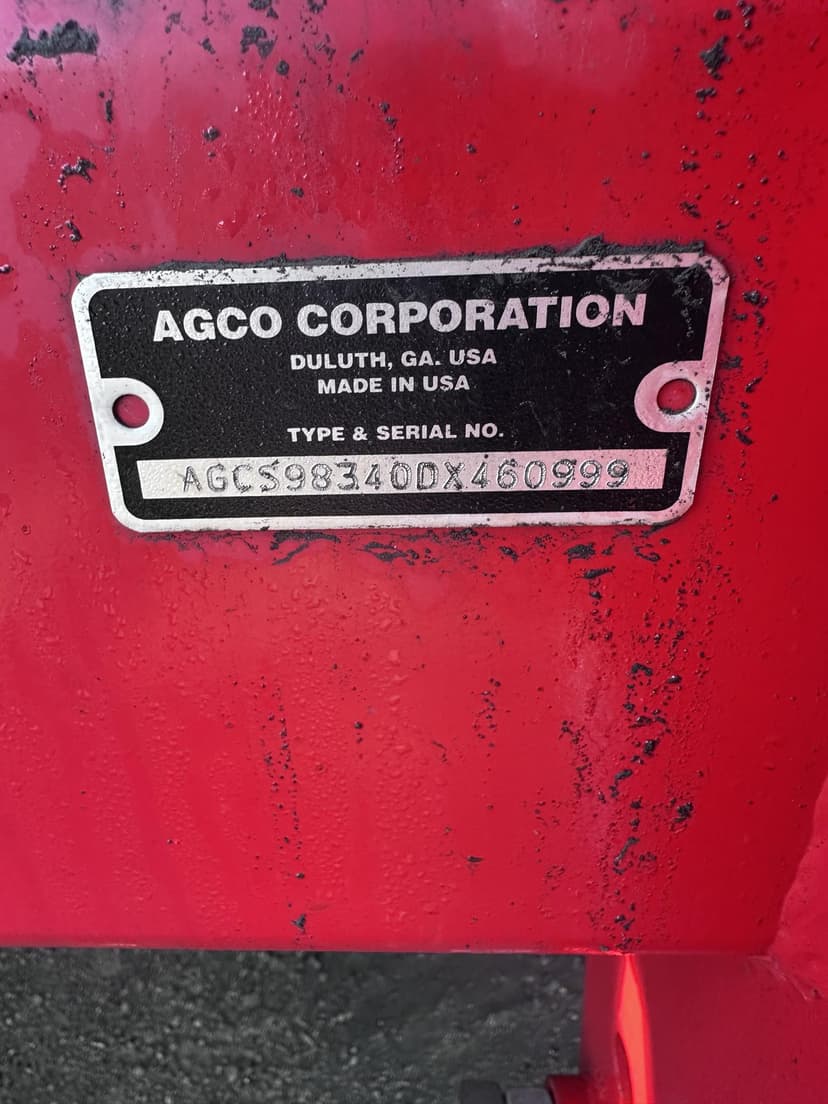 AGCO CORPORATION
DULUTH, GA. USA
MADE IN USA
TYPE & SERIAL NO.
AGCS98340DX460999